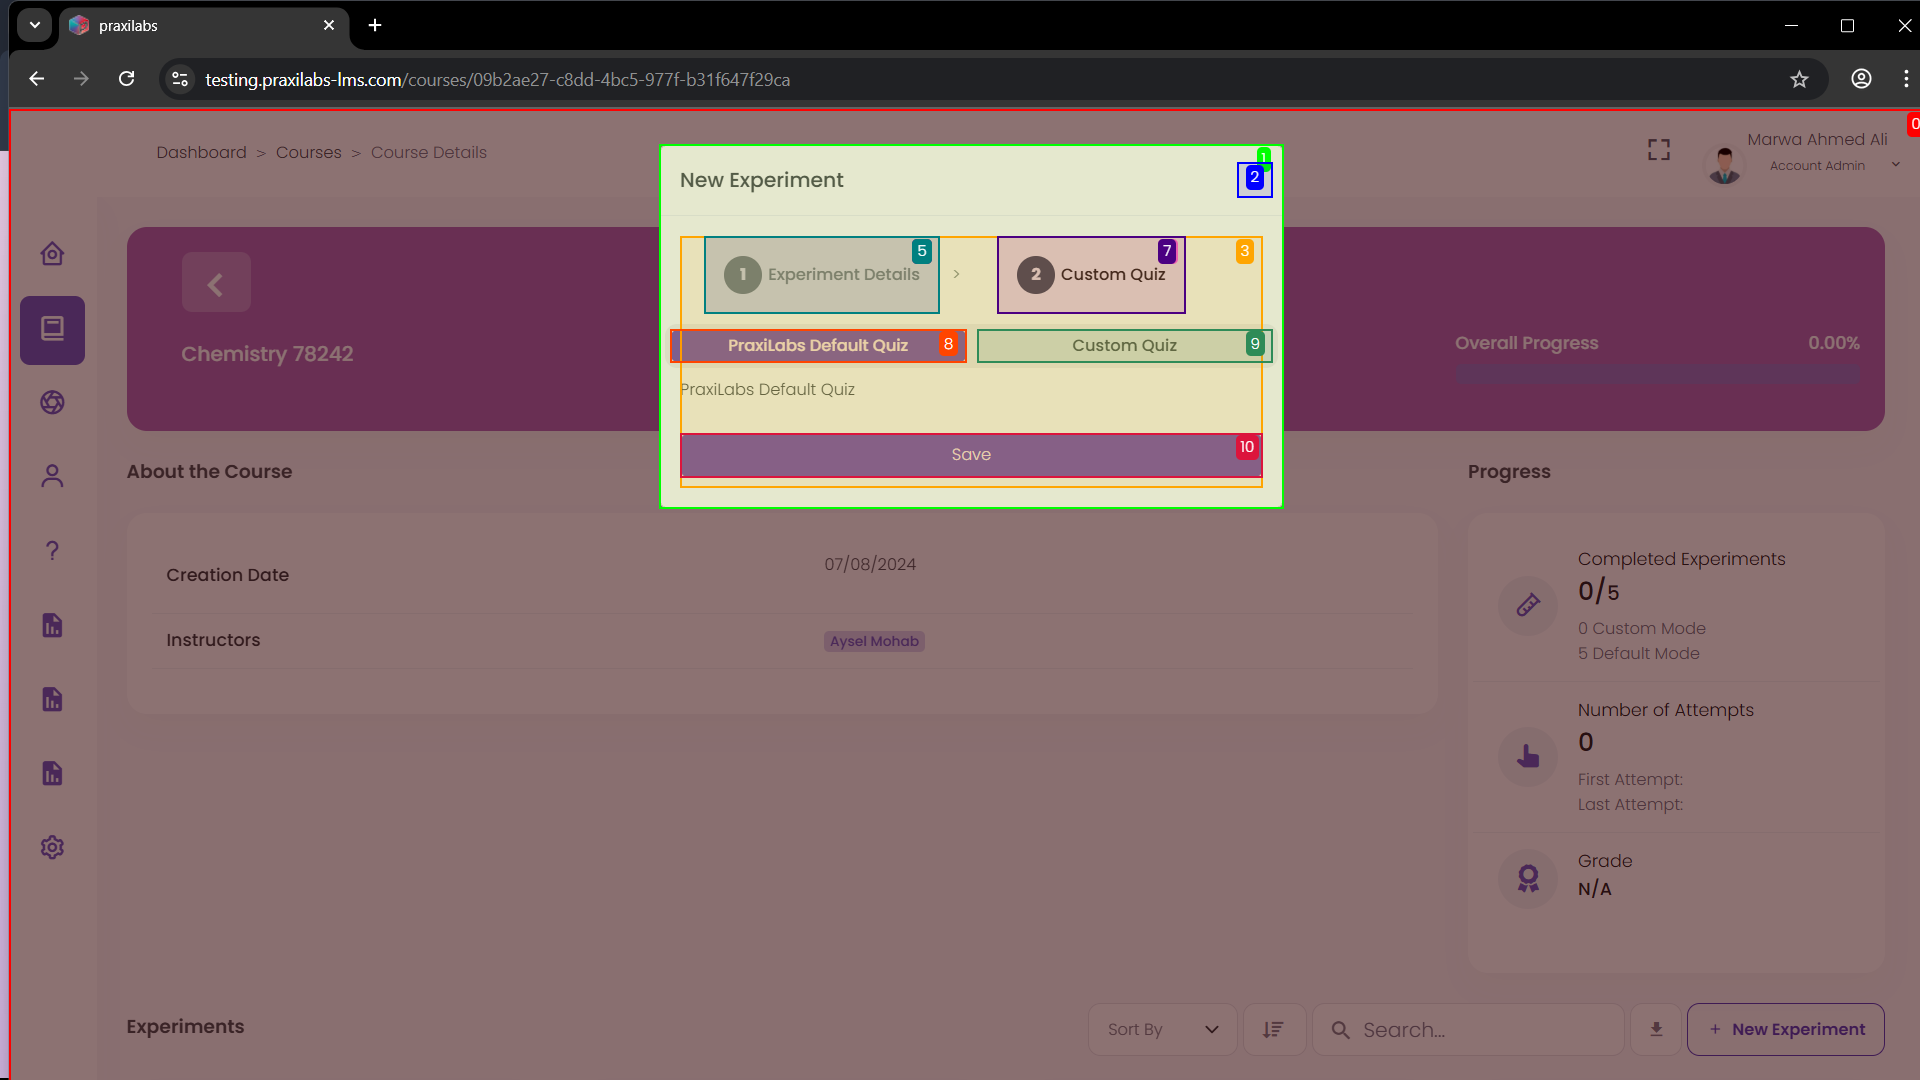 praxilabs
testing.praxilabs-lms.com/courses/09b2ae27-c8dd-4bc5-977f-b31f647f29ca
0
Dashboard > Courses > Course Details
Marwa Ahmed Ali
Account Admin
1
New Experiment
2
5
7
3
1 Experiment Details >
2 Custom Quiz
Chemistry 78242
PraxiLabs Default Quiz
8
Custom Quiz
9
Overall Progress 0.00%
PraxiLabs Default Quiz
Save
10
About the Course
Progress
Creation Date
07/08/2024
Instructors
Aysel Mohab
Completed Experiments
0/5
0 Custom Mode
5 Default Mode
Number of Attempts
0
First Attempt:
Last Attempt:
Grade
N/A
Experiments
Sort By
Search...
+ New Experiment